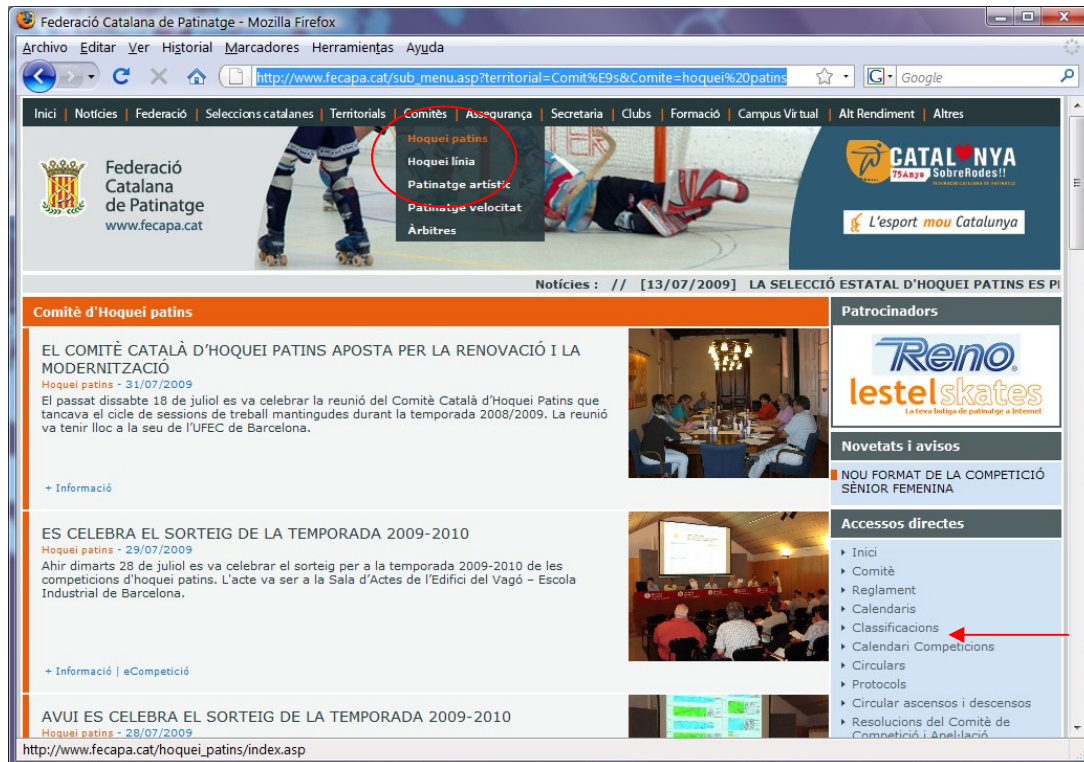 Federació Catalana de Patinatge - Mozilla Firefox
Archivo Editar Ver Historial Marcadores Herramientas Ayuda
http://www.fecapa.cat/sub_menu.asp?territorial=Comit%E9s&Comite=hoquei%20patins
Google
Inici | Notícies | Federació | Seleccions catalanes | Territorials | Comitès | Assegurança | Secretaria | Clubs | Formació | Campus Virtual | Alt Rendiment | Altres
Hoquei patins
Hoquei línia
Patinatge artístic
Patinatge velocitat
Àrbitres
Federació
Catalana
de Patinatge
www.fecapa.cat
CATALNYA
75Anys SobreRodes!!
L'esport mou Catalunya
Notícies : // [13/07/2009] LA SELECCIÓ ESTATAL D'HOQUEI PATINS ES P
Comitè d'Hoquei patins
EL COMITÈ CATALÀ D'HOQUEI PATINS APOSTA PER LA RENOVACIÓ I LA
MODERNITZACIÓ
Hoquei patins - 31/07/2009
El passat dissabte 18 de juliol es va celebrar la reunió del Comitè Català d'Hoquei Patins que
tancava el cicle de sessions de treball mantingudes durant la temporada 2008/2009. La reunió
va tenir lloc a la seu de l'UFEC de Barcelona.
+ Informació
ES CELEBRA EL SORTEIG DE LA TEMPORADA 2009-2010
Hoquei patins - 29/07/2009
Ahir dimarts 28 de juliol es va celebrar el sorteig per a la temporada 2009-2010 de les
competicions d'hoquei patins. L'acte va ser a la Sala d'Actes de l'Edifici del Vagó – Escola
Industrial de Barcelona.
+ Informació | eCompetició
AVUI ES CELEBRA EL SORTEIG DE LA TEMPORADA 2009-2010
Hoquei patins - 28/07/2009
Patrocinadors
Reno
lestelskates
La teva botiga de patinatge a Internet
Novetats i avisos
NOU FORMAT DE LA COMPETICIÓ
SÈNIOR FEMENINA
Accessos directes
Inici
Comitè
Reglament
Calendaris
Classificacions
Calendari Competicions
Circulars
Protocols
Circular ascensos i descensos
Resolucions del Comitè de
Competició i Apel·lació
http://www.fecapa.cat/hoquei_patins/index.asp